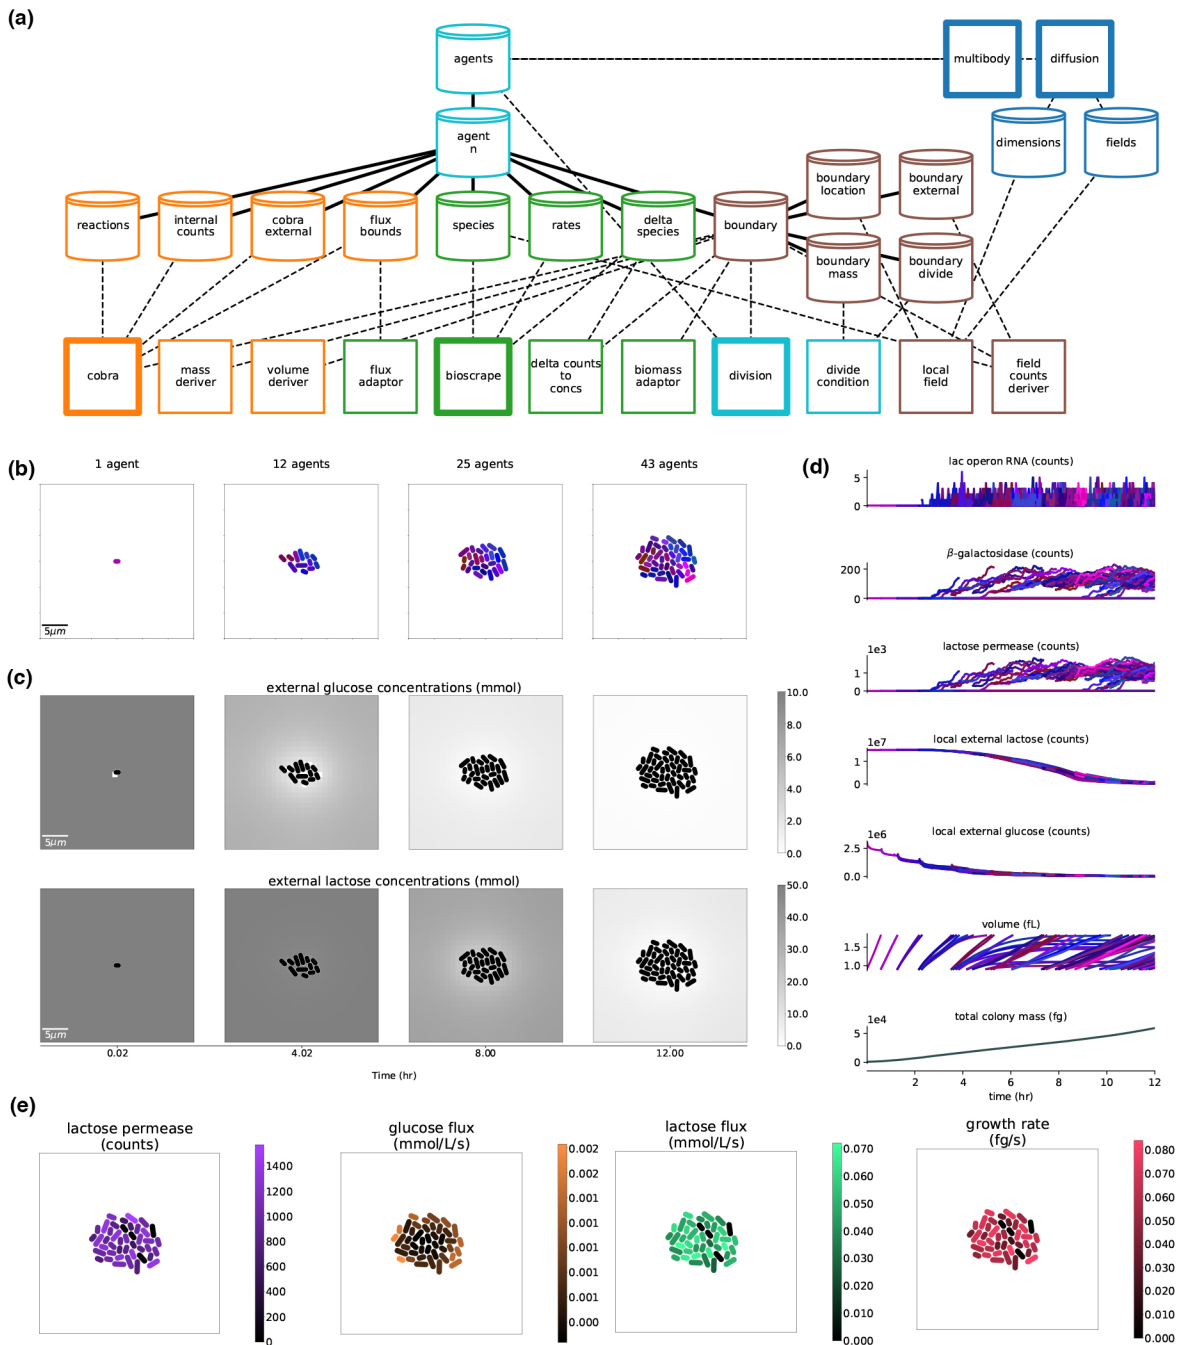 (a)
agents
multibody
diffusion
agent
n
dimensions
fields
boundary
location
boundary
external
reactions
internal
counts
cobra
external
flux
bounds
species
rates
delta
species
boundary
boundary
mass
boundary
divide
cobra
mass
deriver
volume
deriver
flux
adaptor
bioscrape
delta counts
to
concs
biomass
adaptor
division
divide
condition
local
field
field
counts
deriver
(b)
1 agent
12 agents
25 agents
43 agents
5μm
(c)
external glucose concentrations (mmol)
10.0
8.0
6.0
4.0
2.0
0.0
5μm
external lactose concentrations (mmol)
50.0
40.0
30.0
20.0
10.0
0.0
5μm
0.02
4.02
8.00
12.00
Time (hr)
(d)
lac operon RNA (counts)
5
0
β-galactosidase (counts)
200
0
lactose permease (counts)
1e3
1
0
local external lactose (counts)
1e7
1
0
local external glucose (counts)
1e6
2.5
0.0
volume (fL)
1.5
1.0
total colony mass (fg)
1e4
5
0
2
4
6
8
10
12
time (hr)
(e)
lactose permease
(counts)
1400
1200
1000
800
600
400
200
0
glucose flux
(mmol/L/s)
0.002
0.002
0.001
0.001
0.001
0.001
0.001
0.000
lactose flux
(mmol/L/s)
0.070
0.060
0.050
0.040
0.030
0.020
0.010
0.000
growth rate
(fg/s)
0.080
0.070
0.060
0.050
0.040
0.030
0.020
0.010
0.000